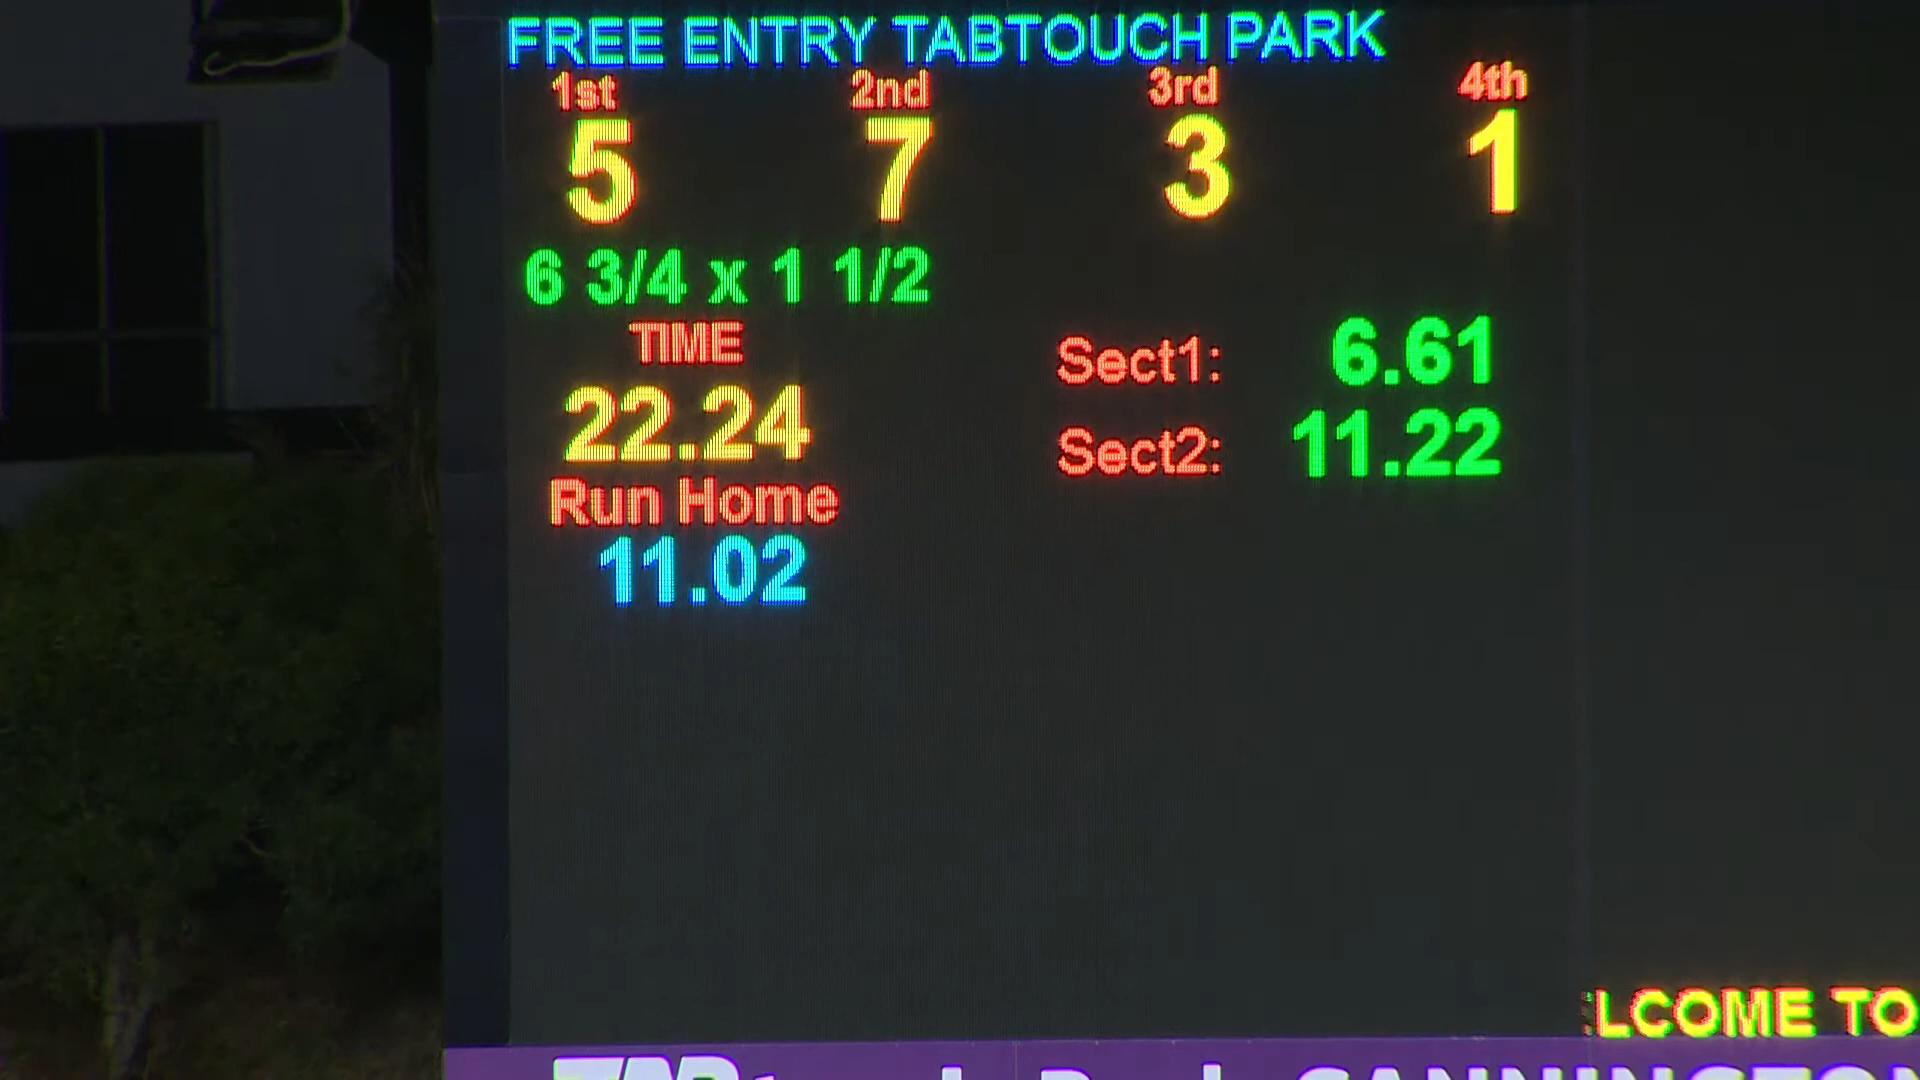 FREE ENTRY TABTOUCH PARK
1st 2nd 3rd 4th
5 7 3 1
6 3/4 x 1 1/2
TIME
22.24
Run Home
11.02
Sect1: 6.61
Sect2: 11.22
LCOME TO
CANNINGTON